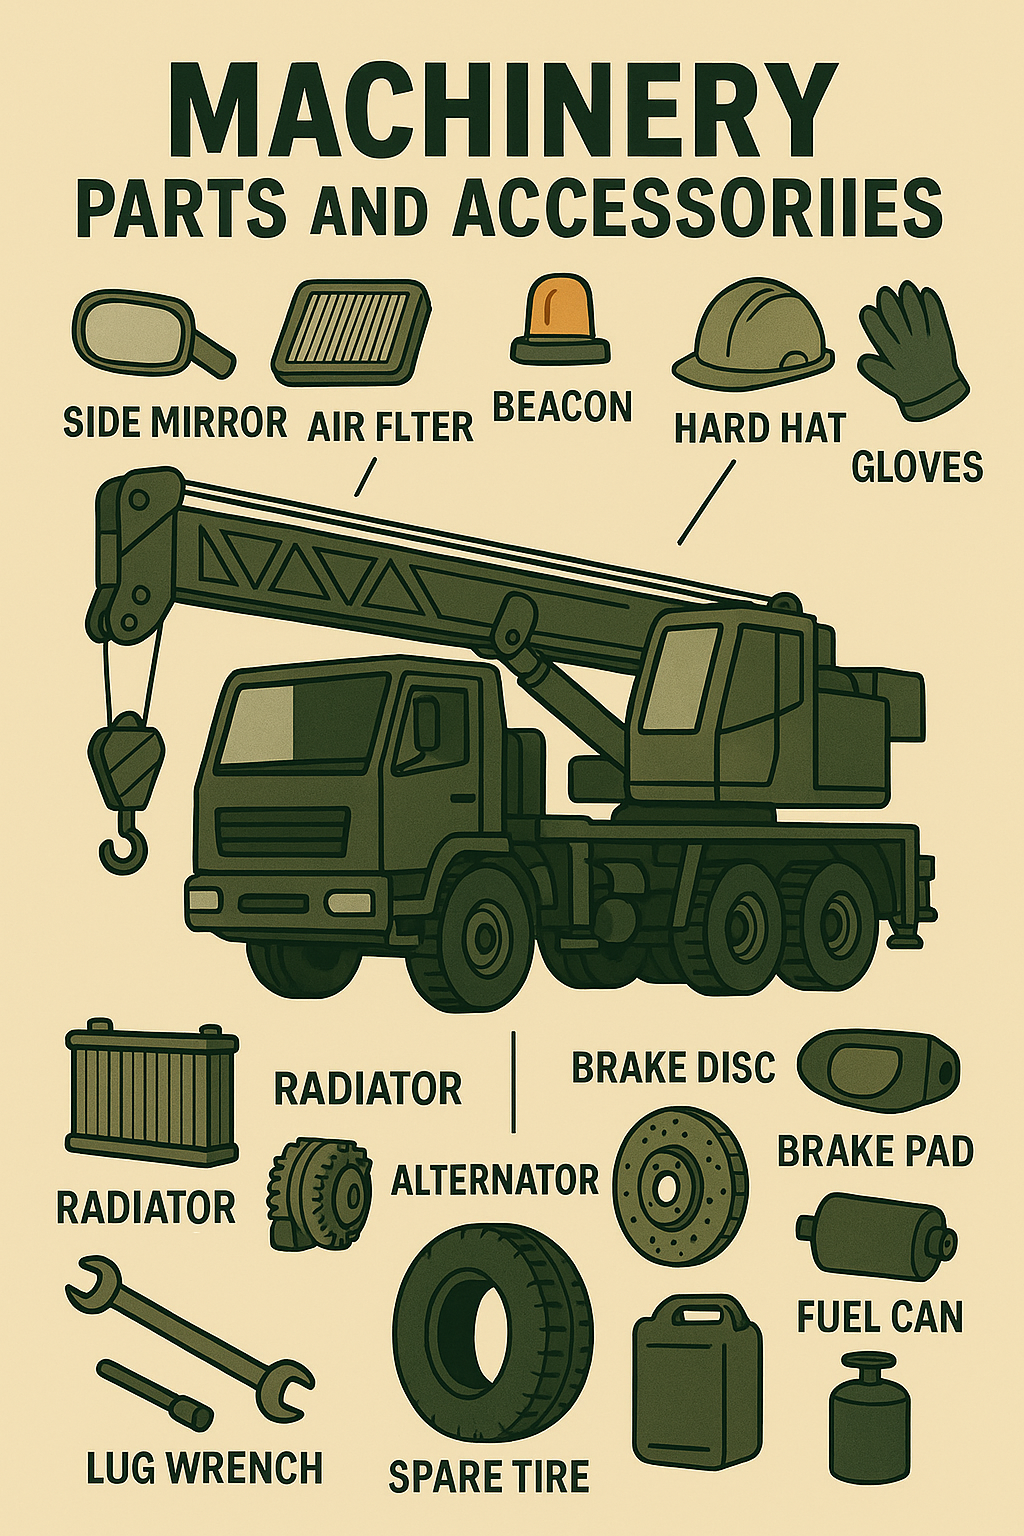 MACHINERY
PARTS AND ACCESSORIIES
SIDE MIRROR
AIR FLTER
BEACON
HARD HAT
GLOVES
RADIATOR
BRAKE DISC
BRAKE PAD
ALTERNATOR
RADIATOR
FUEL CAN
LUG WRENCH
SPARE TIRE